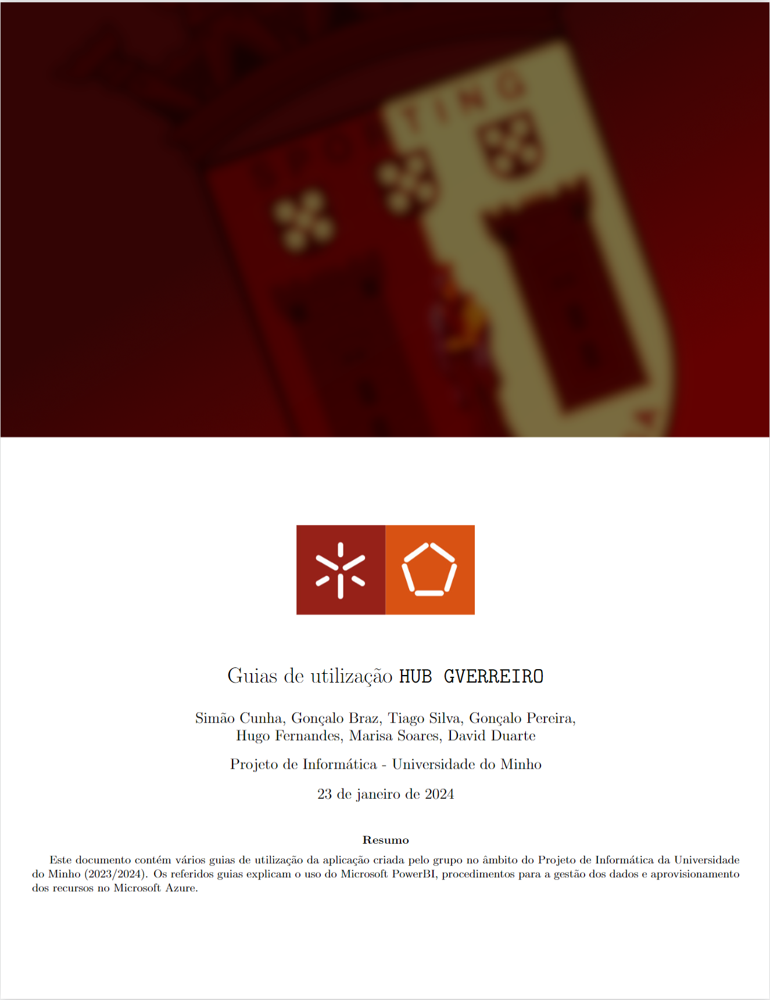 SPORTING
Guias de utilização HUB GVERREIRO
Simão Cunha, Gonçalo Braz, Tiago Silva, Gonçalo Pereira,
Hugo Fernandes, Marisa Soares, David Duarte
Projeto de Informática - Universidade do Minho
23 de janeiro de 2024
Resumo
Este documento contém vários guias de utilização da aplicação criada pelo grupo no âmbito do Projeto de Informática da Universidade
do Minho (2023/2024). Os referidos guias explicam o uso do Microsoft PowerBI, procedimentos para a gestão dos dados e aprovisionamento
dos recursos no Microsoft Azure.